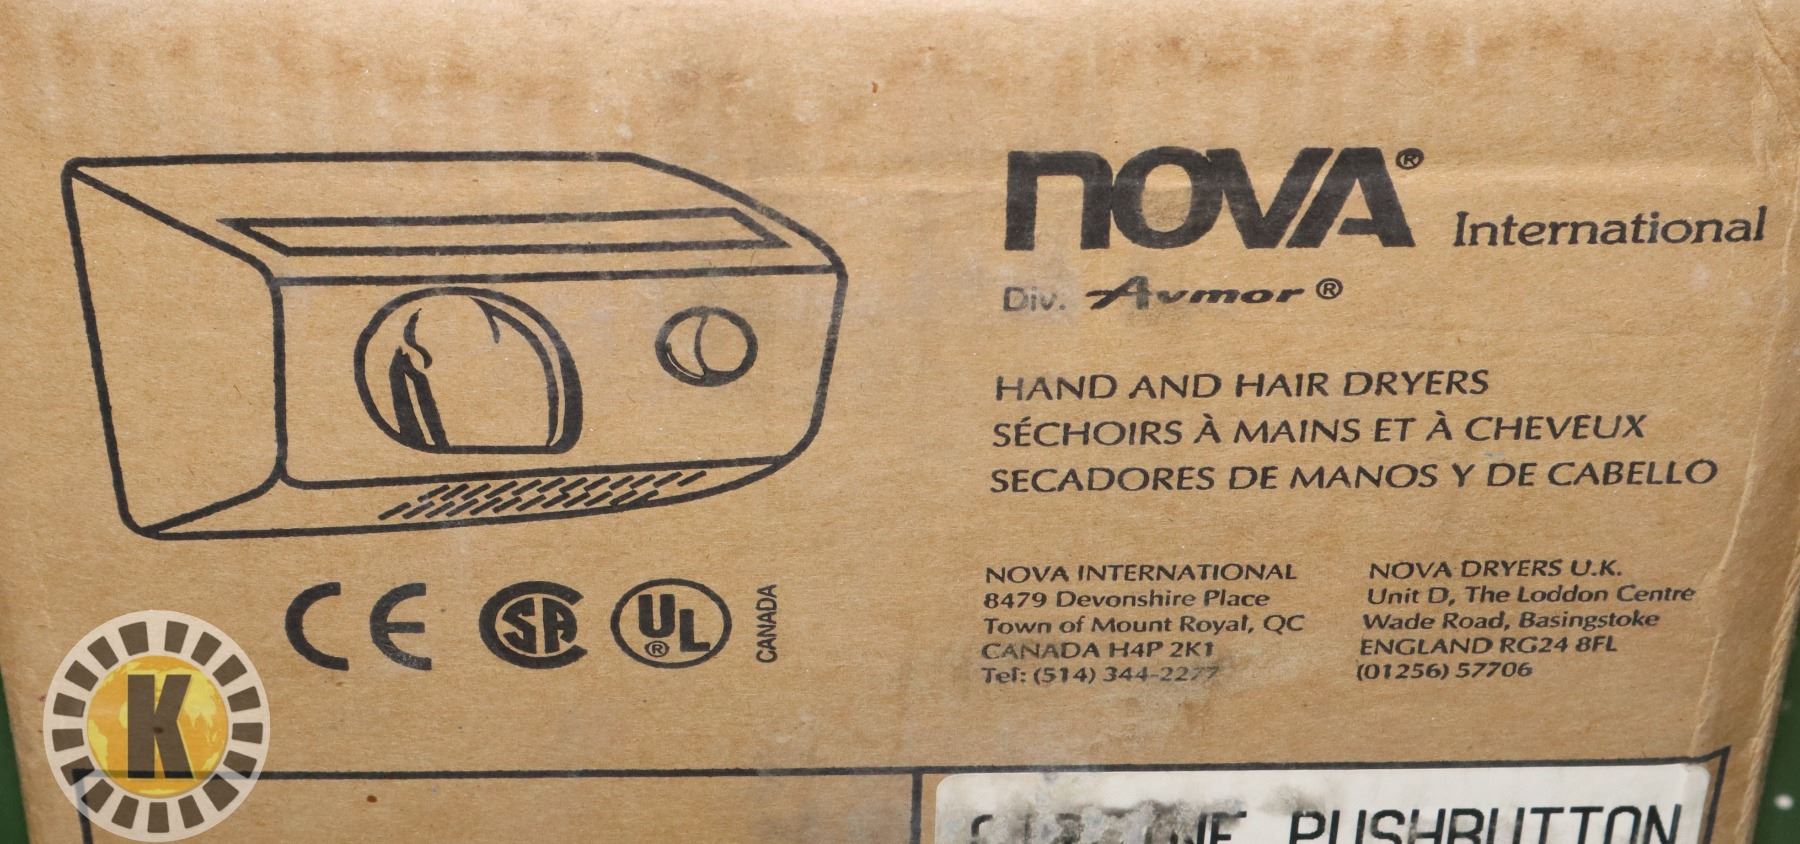 NOVA® International
Div. Avmor®
HAND AND HAIR DRYERS
SÉCHOIRS À MAINS ET À CHEVEUX
SECADORES DE MANOS Y DE CABELLO
CE SA UL ® CANADA
NOVA INTERNATIONAL
8479 Devonshire Place
Town of Mount Royal, QC
CANADA H4P 2K1
Tel: (514) 344-2277
NOVA DRYERS U.K.
Unit D, The Loddon Centre
Wade Road, Basingstoke
ENGLAND RG24 8FL
(01256) 57706
K
PUSHBUTTON